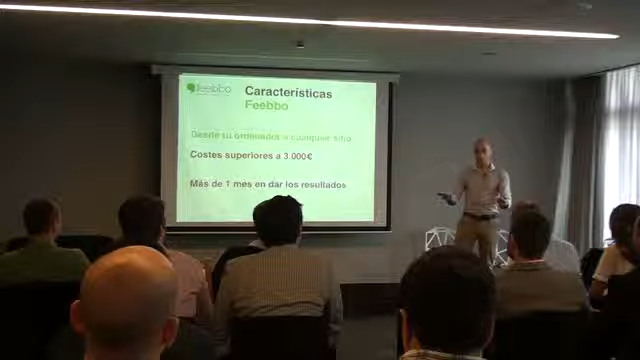 feebbo
Características
Feebbo
Desde tu ordenador a cualquier sitio
Costes superiores a 3.000€
Más de 1 mes en dar los resultados